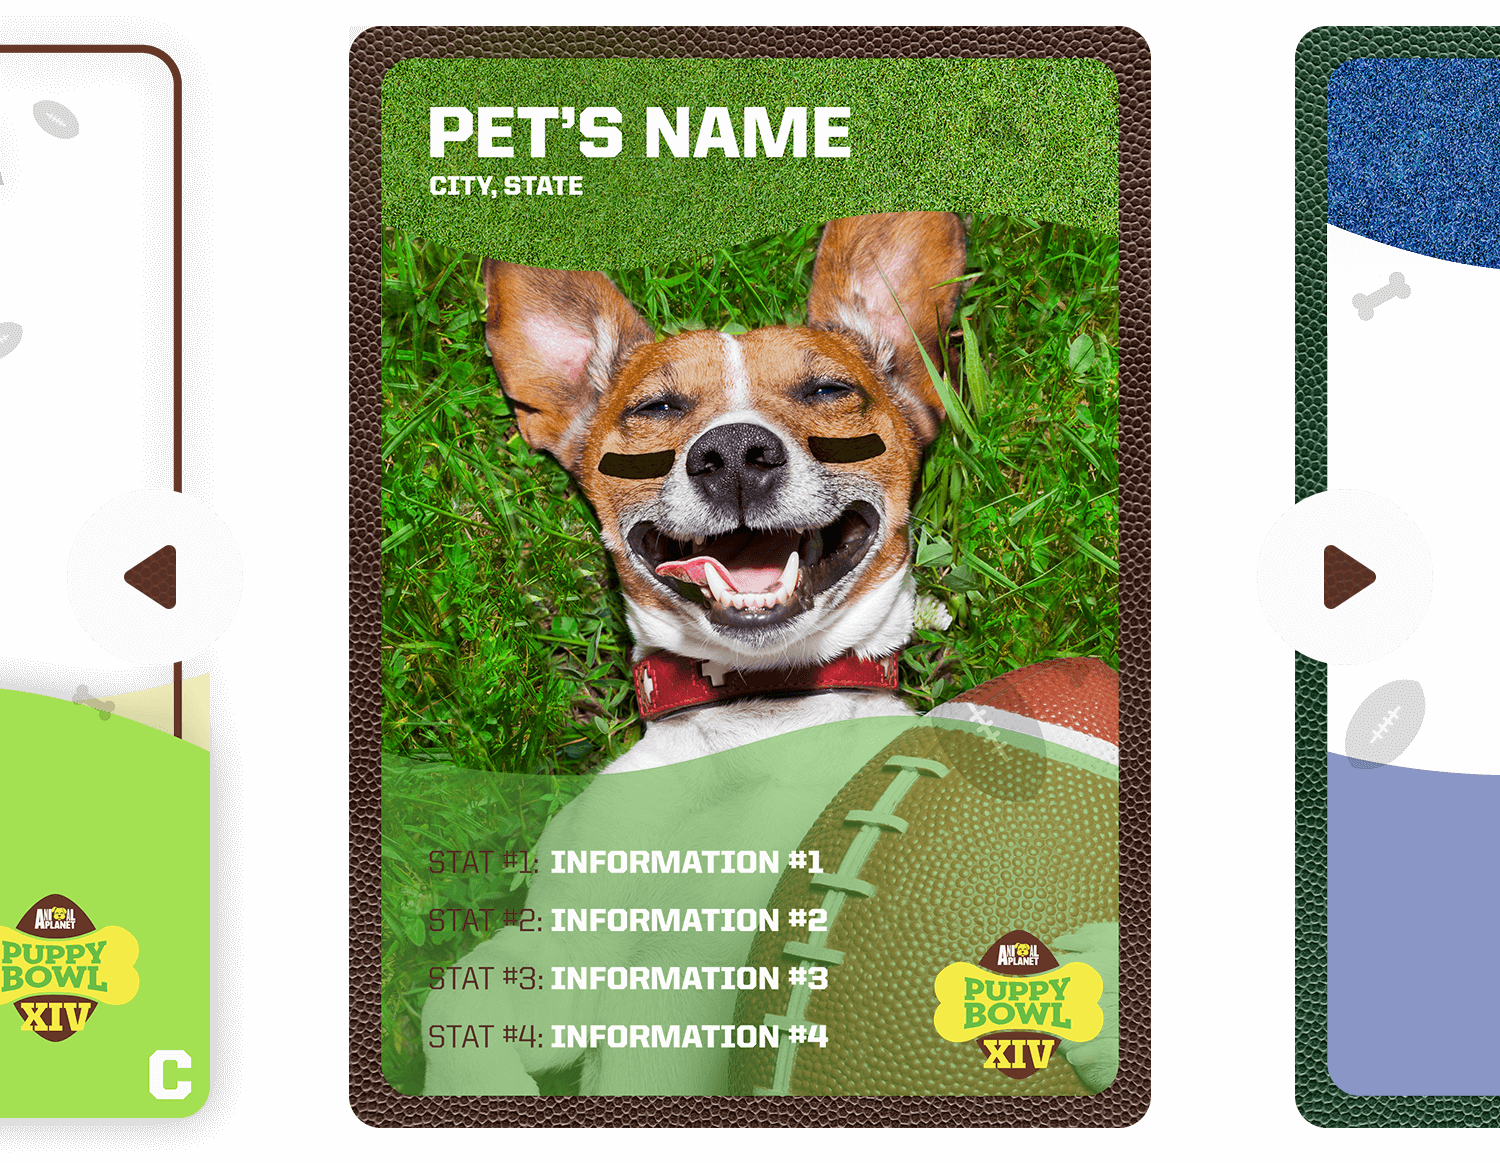 PET'S NAME
CITY, STATE
STAT #1: INFORMATION #1
STAT #2: INFORMATION #2
STAT #3: INFORMATION #3
STAT #4: INFORMATION #4
ANIMAL
PLANET
PUPPY
BOWL
XIV
ANIMAL
PLANET
PUPPY
BOWL
XIV
C